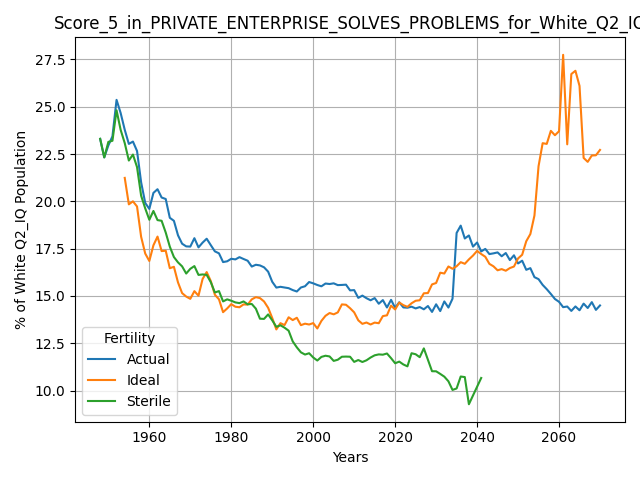 Score_5_in_PRIVATE_ENTERPRISE_SOLVES_PROBLEMS_for_White_Q2_IQ
27.5
25.0
22.5
20.0
17.5
15.0
12.5
10.0
% of White Q2_IQ Population
Fertility
Actual
Ideal
Sterile
1960 1980 2000 2020 2040 2060
Years